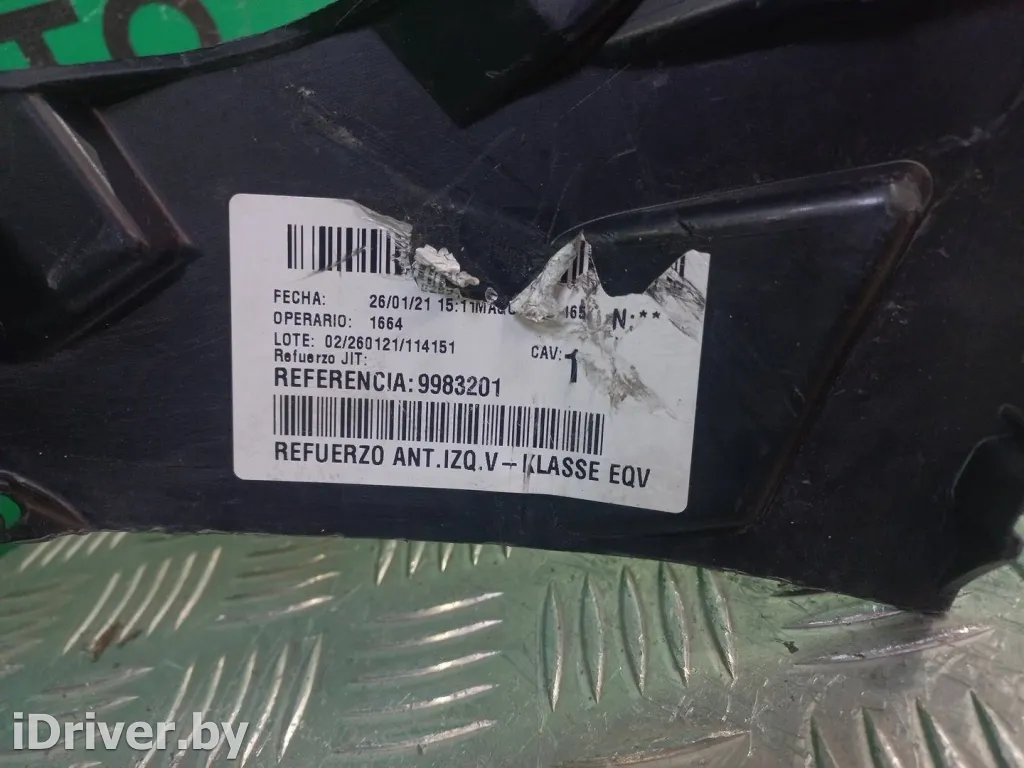 FECHA: 26/01/21 15:11 465 N:**
OPERARIO: 1664
LOTE: 02/260121/114151 CAV: 1
Refuerzo JIT:
REFERENCIA: 9983201
REFUERZO ANT.IZQ.V-KLASSE EQV
iDriver.by